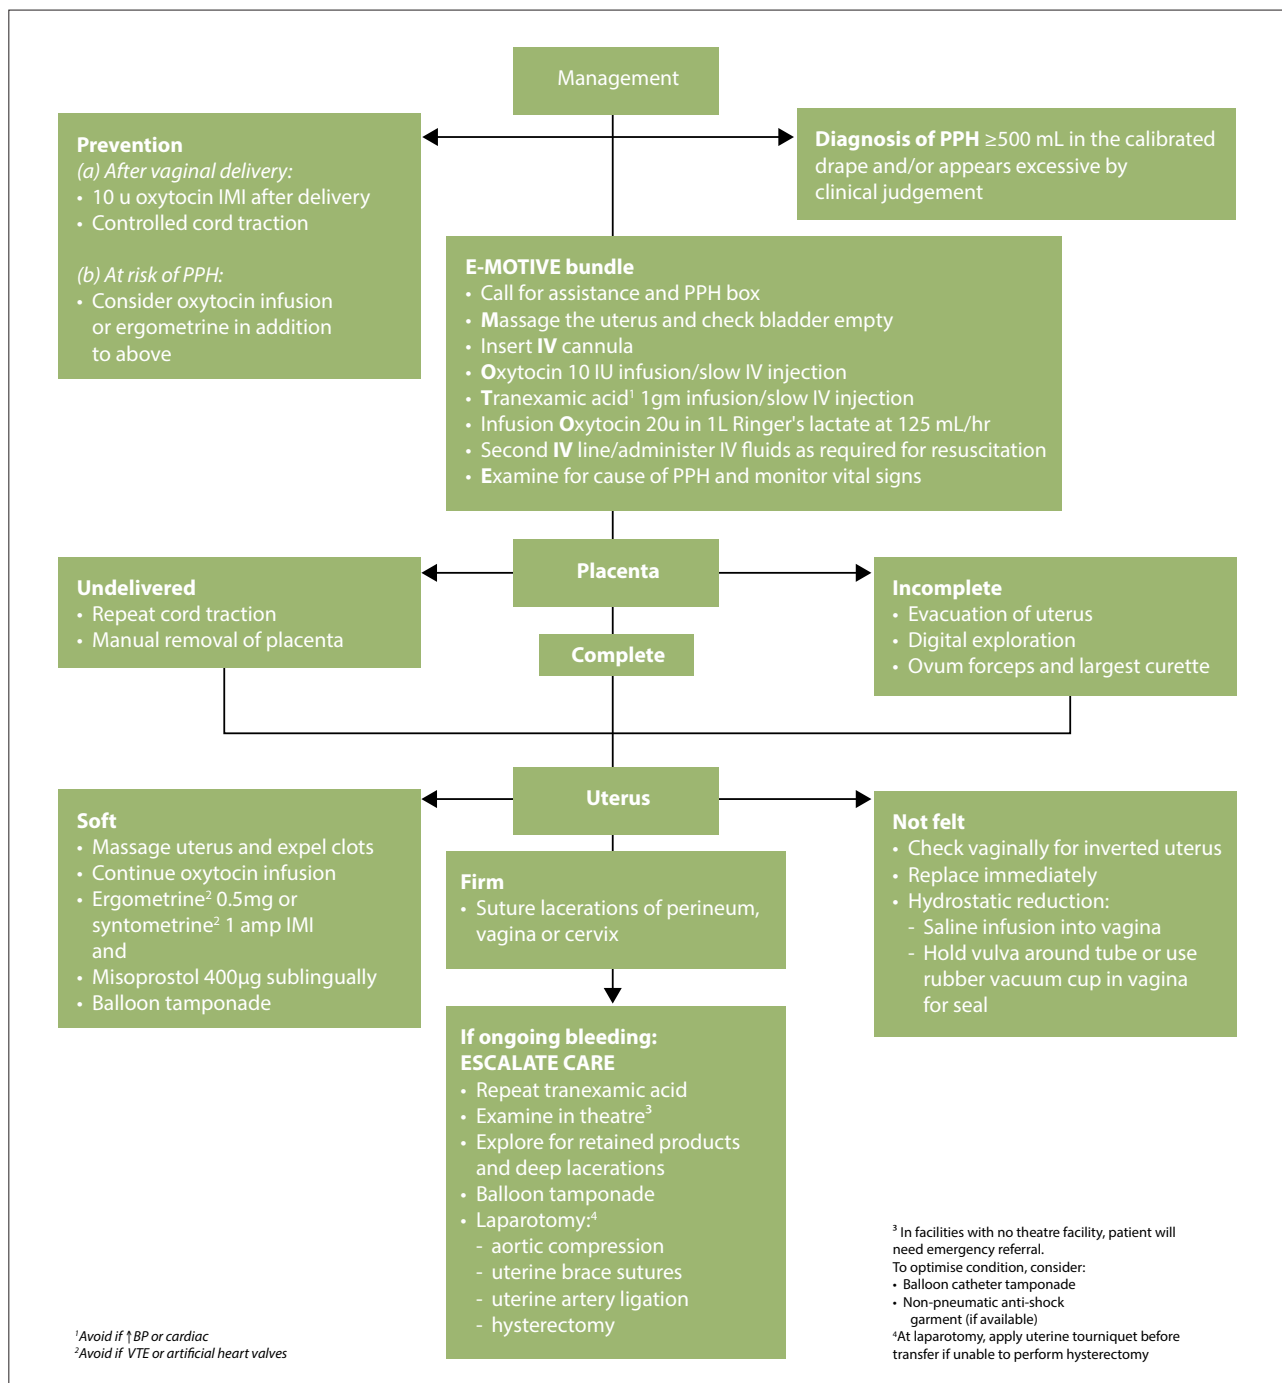 Management
Prevention
(a) After vaginal delivery:
• 10 u oxytocin IMI after delivery
• Controlled cord traction
(b) At risk of PPH:
• Consider oxytocin infusion
or ergometrine in addition
to above
Diagnosis of PPH ≥500 mL in the calibrated
drape and/or appears excessive by
clinical judgement
E-MOTIVE bundle
• Call for assistance and PPH box
• Massage the uterus and check bladder empty
• Insert IV cannula
• Oxytocin 10 IU infusion/slow IV injection
• Tranexamic acid¹ 1gm infusion/slow IV injection
• Infusion Oxytocin 20u in 1L Ringer's lactate at 125 mL/hr
• Second IV line/administer IV fluids as required for resuscitation
• Examine for cause of PPH and monitor vital signs
Placenta
Undelivered
• Repeat cord traction
• Manual removal of placenta
Complete
Incomplete
• Evacuation of uterus
• Digital exploration
• Ovum forceps and largest curette
Uterus
Soft
• Massage uterus and expel clots
• Continue oxytocin infusion
• Ergometrine² 0.5mg or
syntometrine² 1 amp IMI
and
• Misoprostol 400µg sublingually
• Balloon tamponade
Firm
• Suture lacerations of perineum,
vagina or cervix
Not felt
• Check vaginally for inverted uterus
• Replace immediately
• Hydrostatic reduction:
- Saline infusion into vagina
- Hold vulva around tube or use
rubber vacuum cup in vagina
for seal
If ongoing bleeding:
ESCALATE CARE
• Repeat tranexamic acid
• Examine in theatre³
• Explore for retained products
and deep lacerations
• Balloon tamponade
• Laparotomy:⁴
- aortic compression
- uterine brace sutures
- uterine artery ligation
- hysterectomy
¹Avoid if ↑BP or cardiac
²Avoid if VTE or artificial heart valves
³ In facilities with no theatre facility, patient will
need emergency referral.
To optimise condition, consider:
• Balloon catheter tamponade
• Non-pneumatic anti-shock
garment (if available)
⁴At laparotomy, apply uterine tourniquet before
transfer if unable to perform hysterectomy